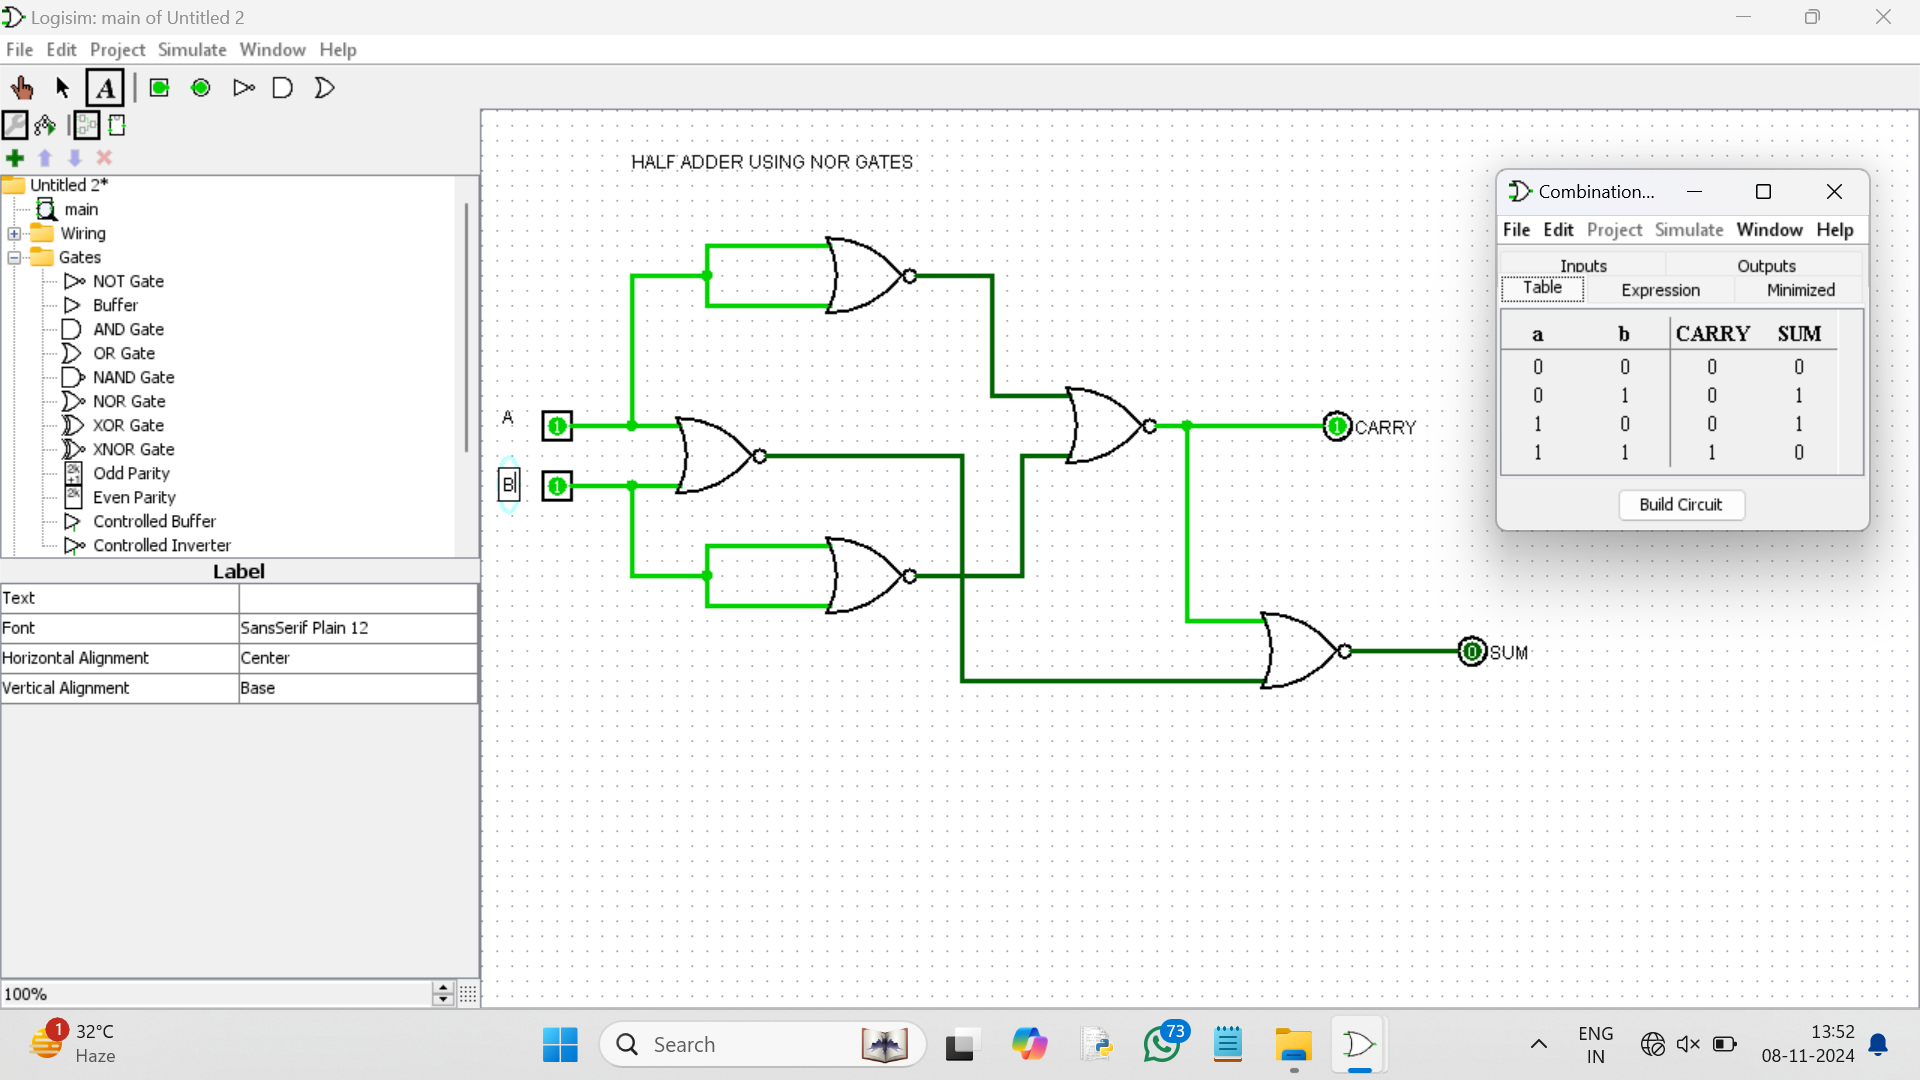 Logisim: main of Untitled 2
File Edit Project Simulate Window Help
A
Untitled 2*
main
Wiring
Gates
NOT Gate
Buffer
AND Gate
OR Gate
NAND Gate
NOR Gate
XOR Gate
XNOR Gate
2k+1 Odd Parity
2k Even Parity
Controlled Buffer
Controlled Inverter
Label
Text
Font SansSerif Plain 12
Horizontal Alignment Center
Vertical Alignment Base
100%
HALF ADDER USING NOR GATES
A 1
B 1
1 CARRY
0 SUM
Combination...
File Edit Project Simulate Window Help
Inputs Outputs
Table Expression Minimized
a b CARRY SUM
0 0 0 0
0 1 0 1
1 0 0 1
1 1 1 0
Build Circuit
1 32°C
Haze
Search
73
ENG
IN
13:52
08-11-2024